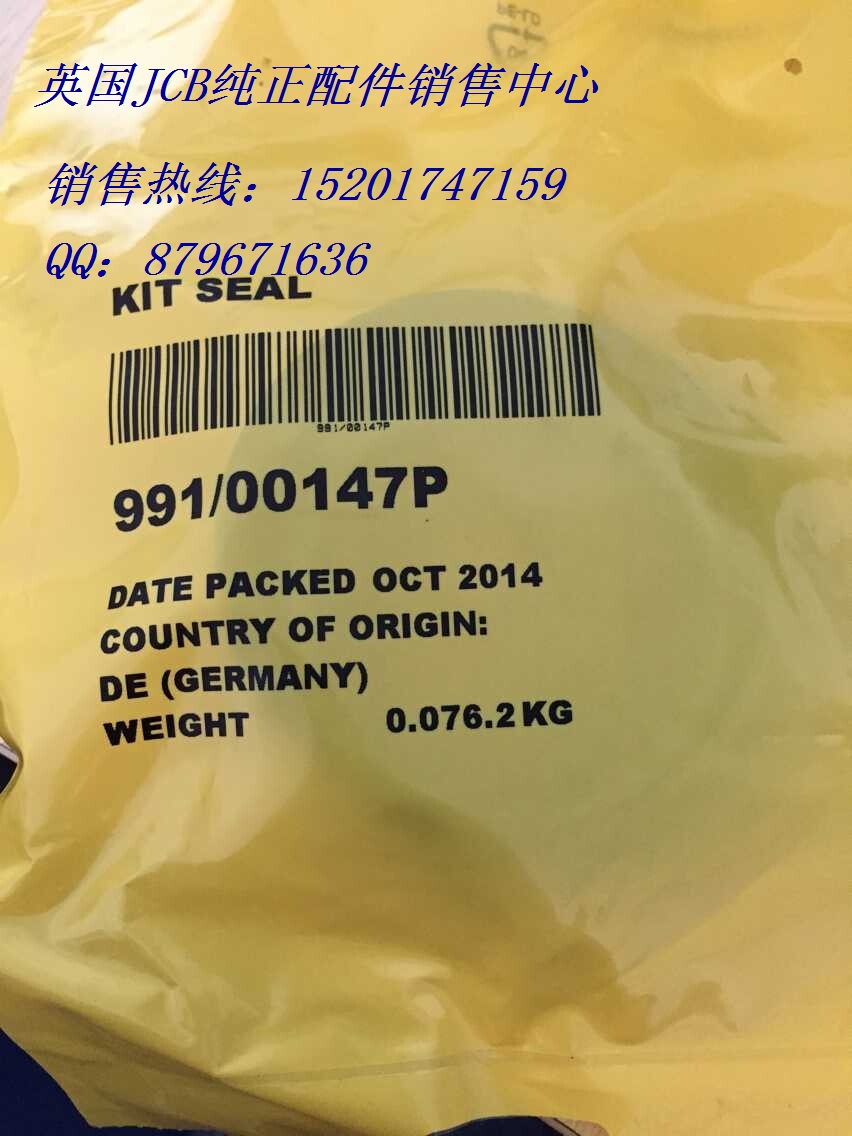 英国JCB纯正配件销售中心
销售热线：15201747159
QQ：879671636
KIT SEAL
991/00147P
991/00147P
DATE PACKED OCT 2014
COUNTRY OF ORIGIN:
DE (GERMANY)
WEIGHT 0.076.2KG